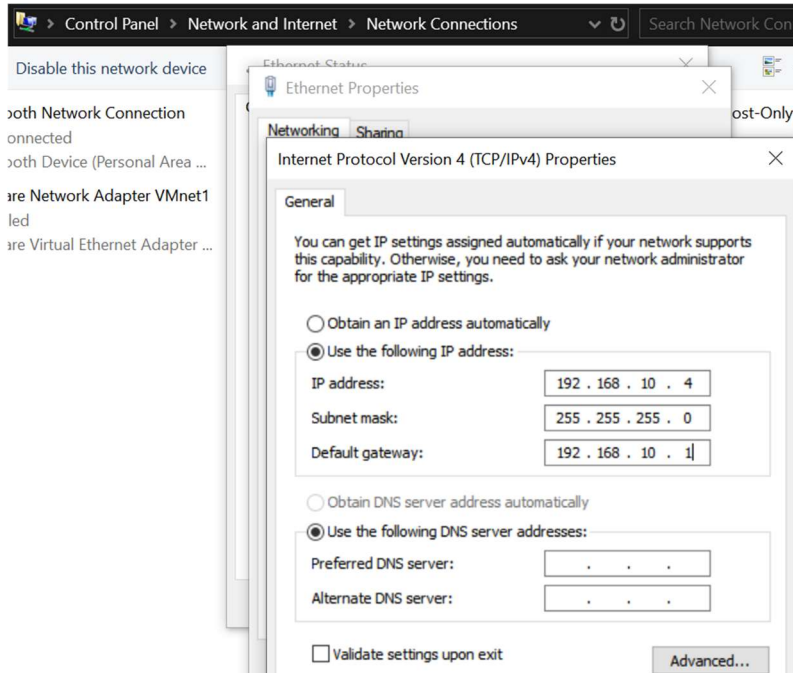 Control Panel > Network and Internet > Network Connections
Search Network Con
Disable this network device
Ethernet Status
Ethernet Properties
ooth Network Connection
onnected
ooth Device (Personal Area ...
are Network Adapter VMnet1
led
are Virtual Ethernet Adapter ...
ost-Only
Networking Sharing
Internet Protocol Version 4 (TCP/IPv4) Properties
General
You can get IP settings assigned automatically if your network supports
this capability. Otherwise, you need to ask your network administrator
for the appropriate IP settings.
Obtain an IP address automatically
Use the following IP address:
IP address: 192 . 168 . 10 . 4
Subnet mask: 255 . 255 . 255 . 0
Default gateway: 192 . 168 . 10 . 1
Obtain DNS server address automatically
Use the following DNS server addresses:
Preferred DNS server: . . .
Alternate DNS server: . . .
Validate settings upon exit
Advanced...